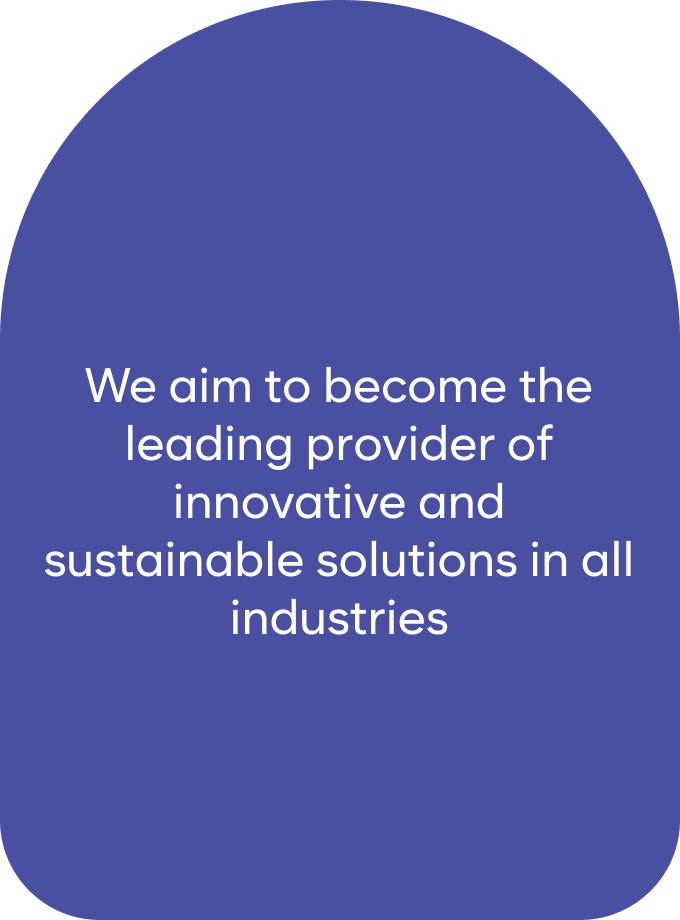 We aim to become the
leading provider of
innovative and
sustainable solutions in all
industries